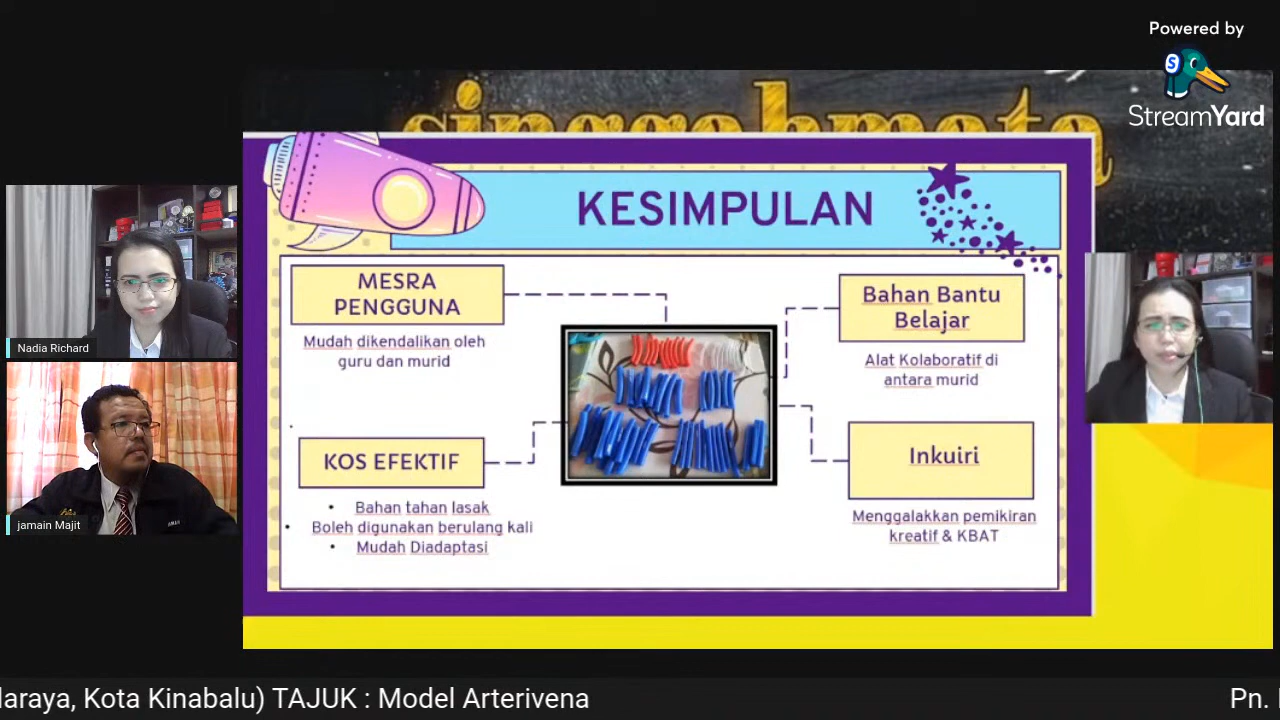 Powered by
StreamYard
singgahmata
KESIMPULAN
MESRA
PENGGUNA
Mudah dikendalikan oleh
guru dan murid
KOS EFEKTIF
• Bahan tahan lasak
• Boleh digunakan berulang kali
• Mudah Diadaptasi
Bahan Bantu
Belajar
Alat Kolaboratif di
antara murid
Inkuiri
Menggalakkan pemikiran
kreatif & KBAT
Nadia Richard
jamain Majit
laraya, Kota Kinabalu) TAJUK : Model Arterivena
Pn.